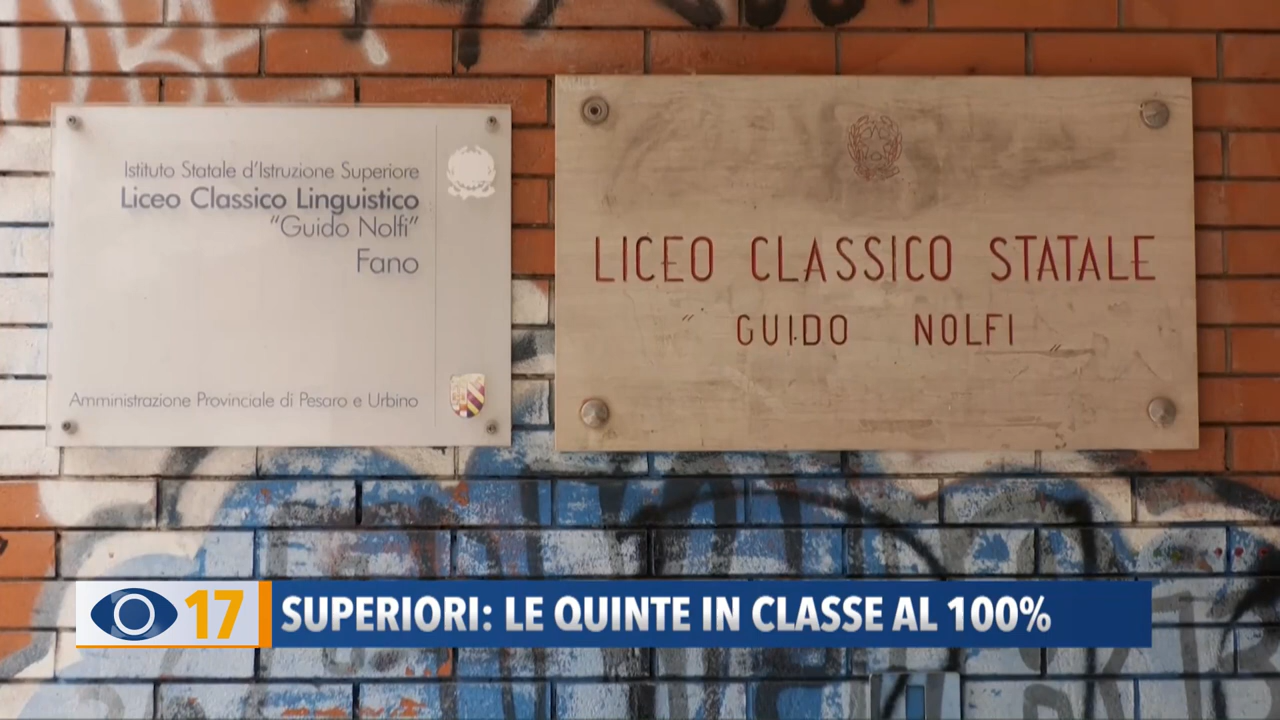 Istituto Statale d'Istruzione Superiore
Liceo Classico Linguistico
"Guido Nolfi"
Fano
Amministrazione Provinciale di Pesaro e Urbino
LICEO CLASSICO STATALE
" GUIDO NOLFI "
17 SUPERIORI: LE QUINTE IN CLASSE AL 100%